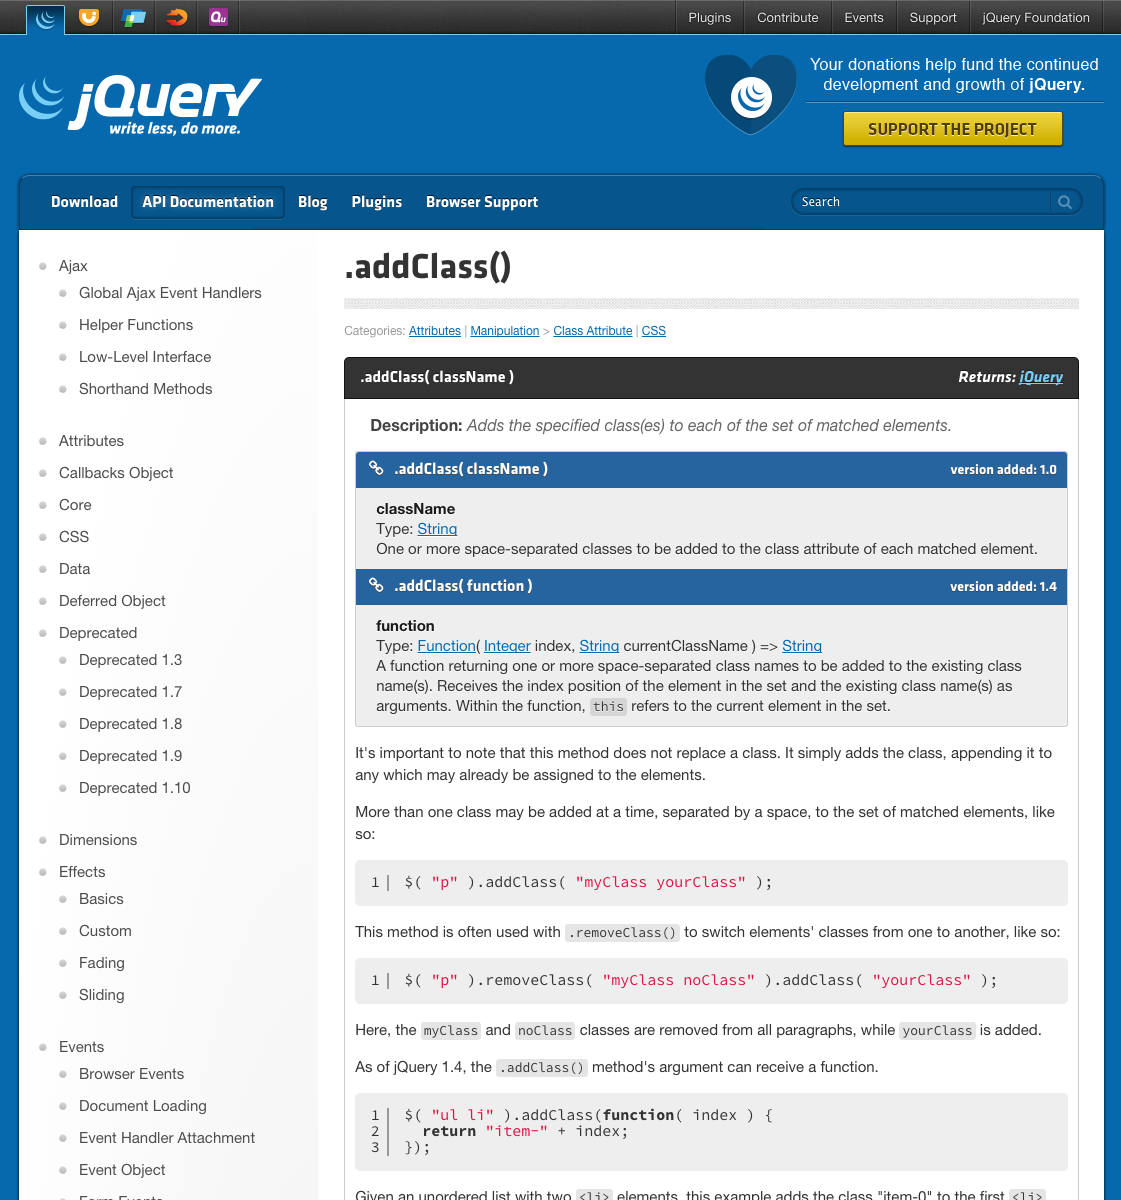 Plugins
Contribute
Events
Support
jQuery Foundation
Qu
jQuery
write less, do more.
Your donations help fund the continued
development and growth of jQuery.
SUPPORT THE PROJECT
Download
API Documentation
Blog
Plugins
Browser Support
Search
Ajax
Global Ajax Event Handlers
Helper Functions
Low-Level Interface
Shorthand Methods
Attributes
Callbacks Object
Core
CSS
Data
Deferred Object
Deprecated
Deprecated 1.3
Deprecated 1.7
Deprecated 1.8
Deprecated 1.9
Deprecated 1.10
Dimensions
Effects
Basics
Custom
Fading
Sliding
Events
Browser Events
Document Loading
Event Handler Attachment
Event Object
Form Events
.addClass()
Categories: Attributes | Manipulation > Class Attribute | CSS
.addClass( className )
Returns: jQuery
Description: Adds the specified class(es) to each of the set of matched elements.
.addClass( className )
version added: 1.0
className
Type: String
One or more space-separated classes to be added to the class attribute of each matched element.
.addClass( function )
version added: 1.4
function
Type: Function( Integer index, String currentClassName ) => String
A function returning one or more space-separated class names to be added to the existing class
name(s). Receives the index position of the element in the set and the existing class name(s) as
arguments. Within the function, this refers to the current element in the set.
It's important to note that this method does not replace a class. It simply adds the class, appending it to
any which may already be assigned to the elements.
More than one class may be added at a time, separated by a space, to the set of matched elements, like
so:
1 $( "p" ).addClass( "myClass yourClass" );
This method is often used with .removeClass() to switch elements' classes from one to another, like so:
1 $( "p" ).removeClass( "myClass noClass" ).addClass( "yourClass" );
Here, the myClass and noClass classes are removed from all paragraphs, while yourClass is added.
As of jQuery 1.4, the .addClass() method's argument can receive a function.
1 $( "ul li" ).addClass(function( index ) {
2 return "item-" + index;
3 });
Given an unordered list with two <li> elements, this example adds the class "item-0" to the first <li>